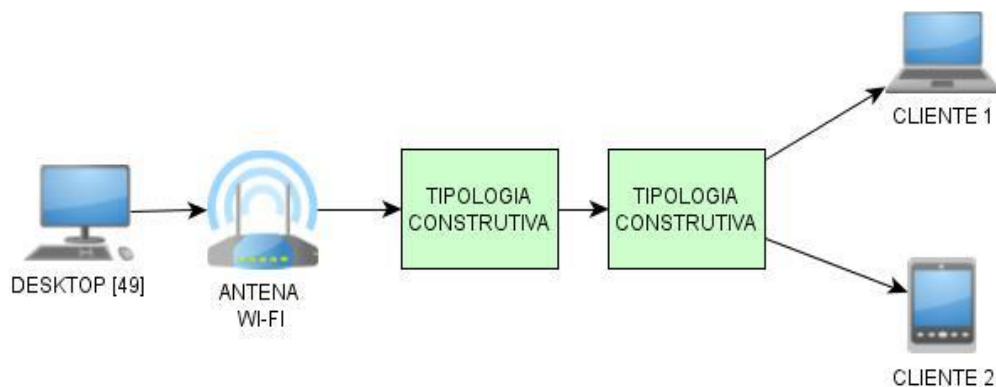 DESKTOP [49]
ANTENA
WI-FI
TIPOLOGIA
CONSTRUTIVA
TIPOLOGIA
CONSTRUTIVA
CLIENTE 1
CLIENTE 2